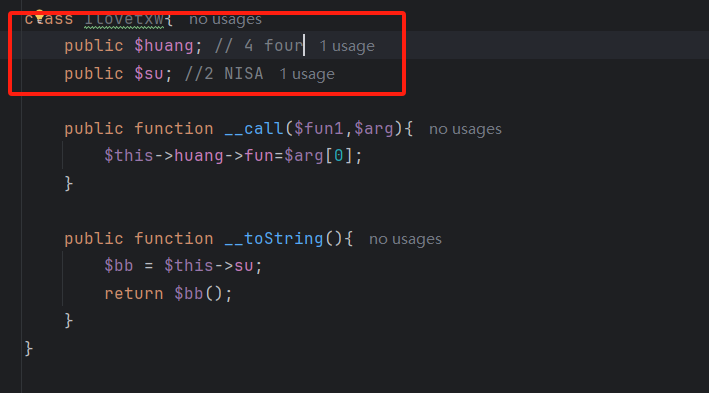 class Ilovetxw{ no usages
public $huang; // 4 four 1 usage
public $su; //2 NISA 1 usage
public function __call($fun1,$arg){ no usages
$this->huang->fun=$arg[0];
}
public function __toString(){ no usages
$bb = $this->su;
return $bb();
}
}